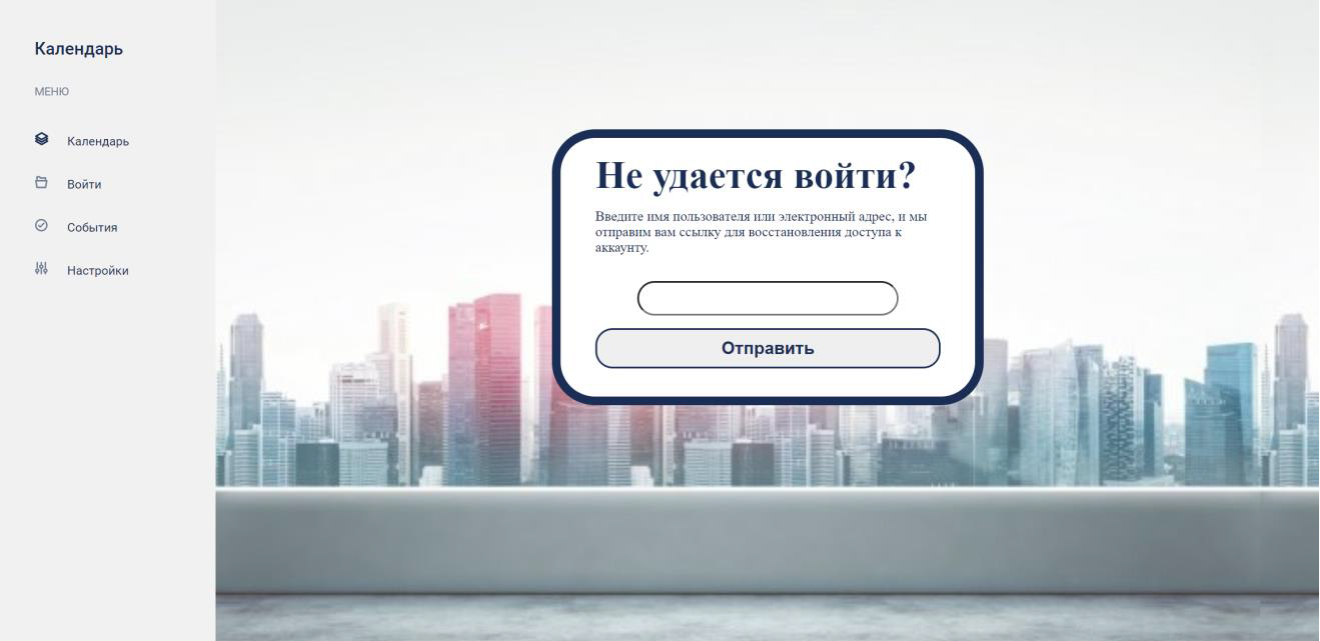 Календарь
МЕНЮ
Календарь
Войти
События
Настройки
Не удается войти?
Введите имя пользователя или электронный адрес, и мы
отправим вам ссылку для восстановления доступа к
аккаунту.
Отправить